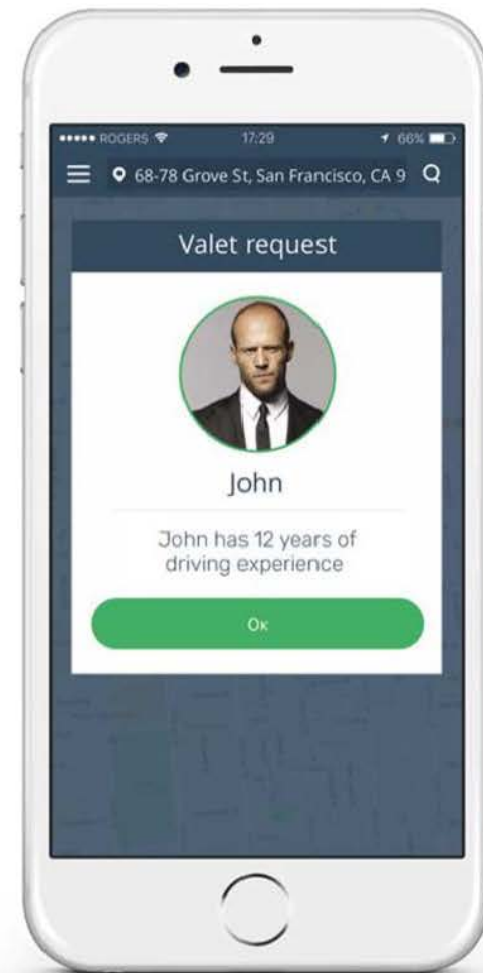 ROGERS 17:29 66%
68-78 Grove St, San Francisco, CA 9
Valet request
John
John has 12 years of
driving experience
Ок